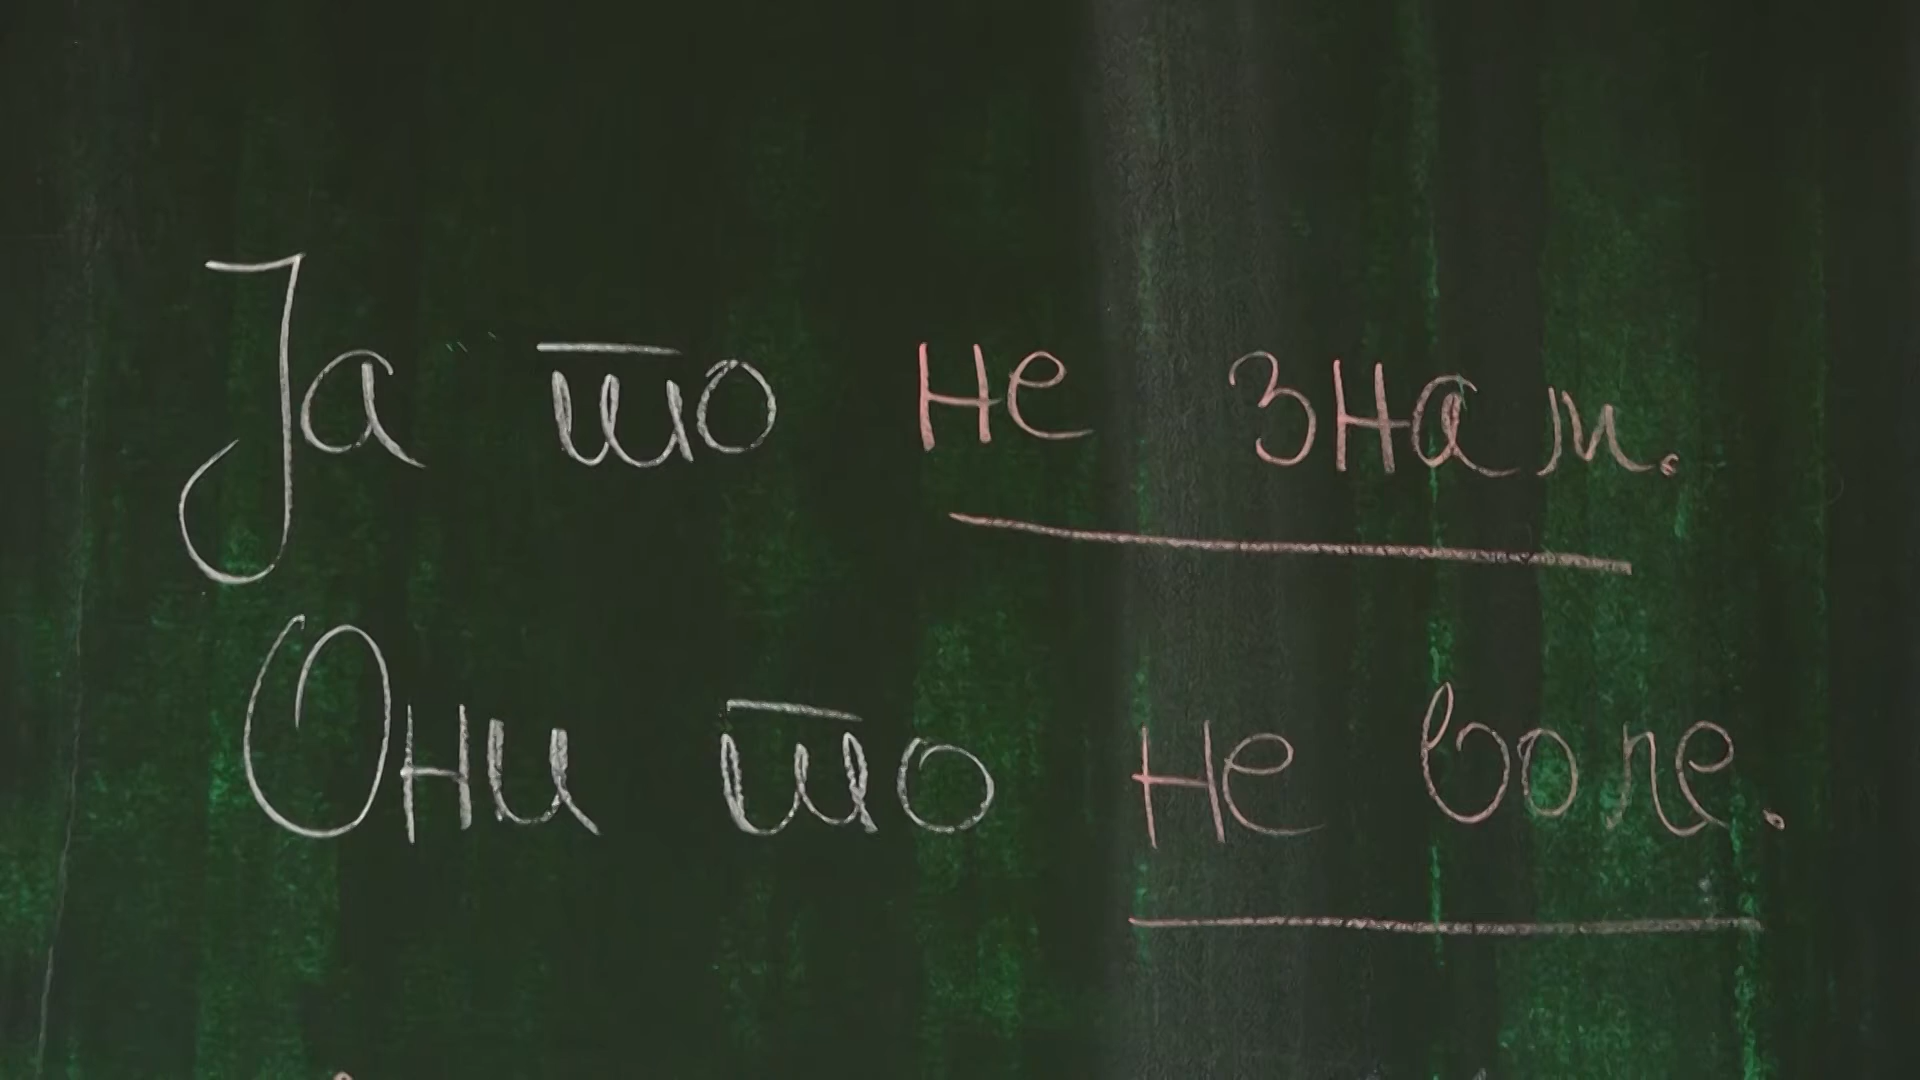 Ја то не знам.
Они то не воле.